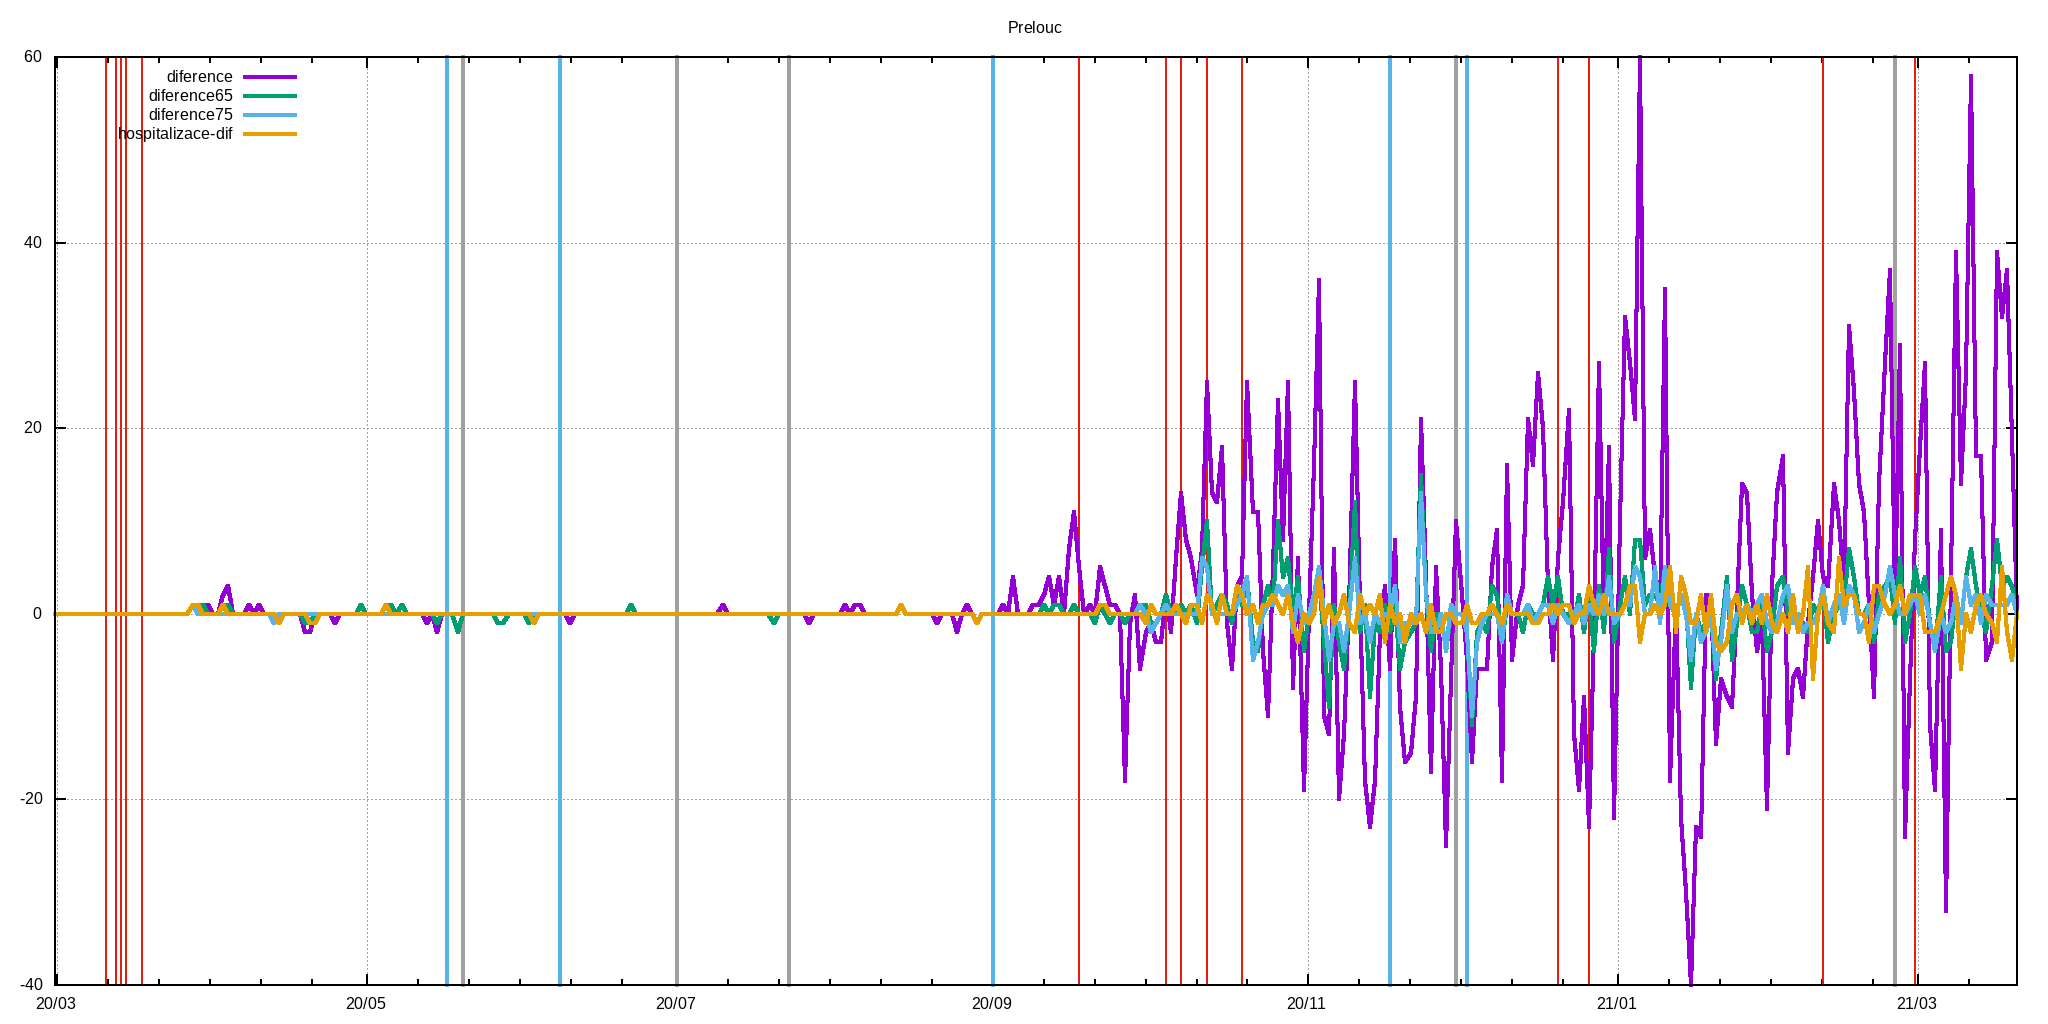 Prelouc
60
diference
diference65
diference75
hospitalizace-dif
40
20
0
-20
-40
20/03 20/05 20/07 20/09 20/11 21/01 21/03